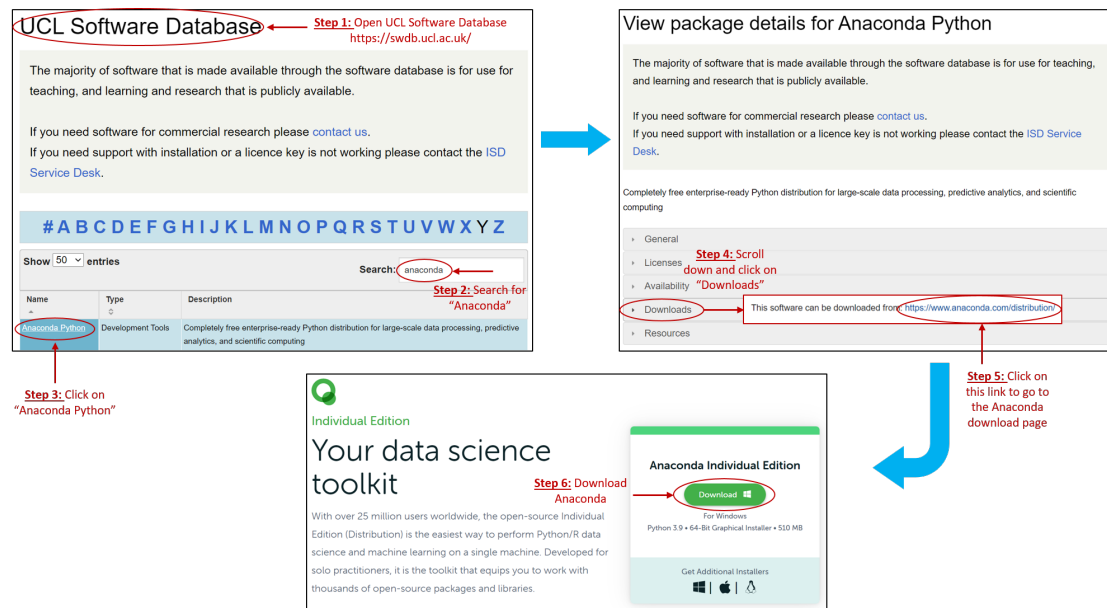 UCL Software Database
Step 1: Open UCL Software Database
https://swdb.ucl.ac.uk/
The majority of software that is made available through the software database is for use for
teaching, and learning and research that is publicly available.
If you need software for commercial research please contact us.
If you need support with installation or a licence key is not working please contact the ISD
Service Desk.
# A B C D E F G H I J K L M N O P Q R S T U V W X Y Z
Show 50 entries
Search: anaconda
Step 2: Search for
"Anaconda"
Name Type Description
Anaconda Python Development Tools Completely free enterprise-ready Python distribution for large-scale data processing, predictive
analytics, and scientific computing
Step 3: Click on
"Anaconda Python"
View package details for Anaconda Python
The majority of software that is made available through the software database is for use for teaching,
and learning and research that is publicly available.
If you need software for commercial research please contact us.
If you need support with installation or a licence key is not working please contact the ISD Service
Desk.
Completely free enterprise-ready Python distribution for large-scale data processing, predictive analytics, and scientific
computing
General
Licenses
Availability
Step 4: Scroll
down and click on
"Downloads"
Downloads
This software can be downloaded from https://www.anaconda.com/distribution/
Resources
Step 5: Click on
this link to go to
the Anaconda
download page
Individual Edition
Your data science
toolkit
With over 25 million users worldwide, the open-source Individual
Edition (Distribution) is the easiest way to perform Python/R data
science and machine learning on a single machine. Developed for
solo practitioners, it is the toolkit that equips you to work with
thousands of open-source packages and libraries.
Step 6: Download
Anaconda
Anaconda Individual Edition
Download
For Windows
Python 3.9 • 64-Bit Graphical Installer • 510 MB
Get Additional Installers